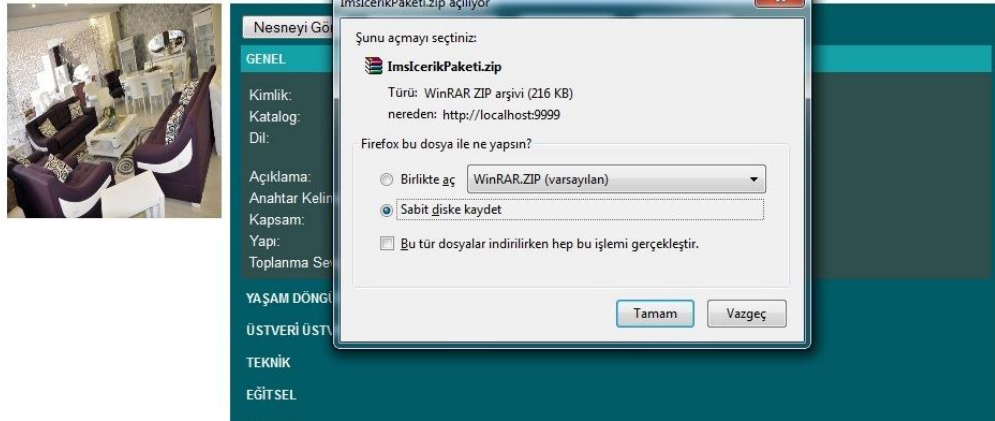 ImsIcerikPaketi.zip açılıyor
Nesneyi Gör
GENEL
Kimlik:
Katalog:
Dil:
Açıklama:
Anahtar Kelin
Kapsam:
Yapı:
Toplanma Sev
YAŞAM DÖNGÜ
ÜSTVERİ ÜSTV
TEKNİK
EĞİTSEL
Şunu açmayı seçtiniz:
ImsIcerikPaketi.zip
Türü: WinRAR ZIP arşivi (216 KB)
nereden: http://localhost:9999
Firefox bu dosya ile ne yapsın?
Birlikte aç WinRAR.ZIP (varsayılan)
Sabit diske kaydet
Bu tür dosyalar indirilirken hep bu işlemi gerçekleştir.
Tamam Vazgeç